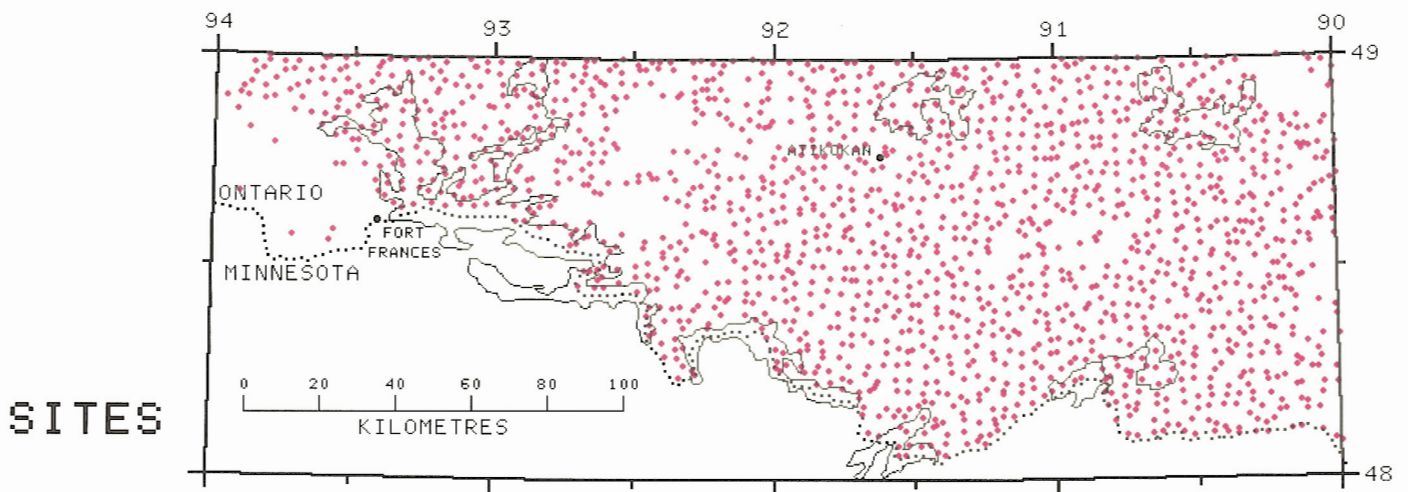 94 93 92 91 90
49
ATIKOKAN
ONTARIO
FORT
FRANCES
MINNESOTA
0 20 40 60 80 100
KILOMETRES
SITES
48